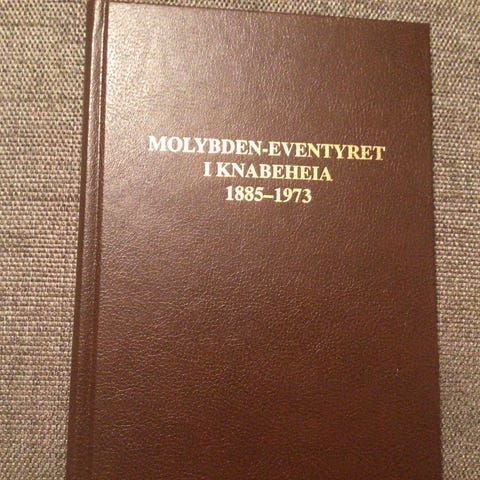 MOLYBDEN-EVENTYRET
I KNABEHEIA
1885–1973